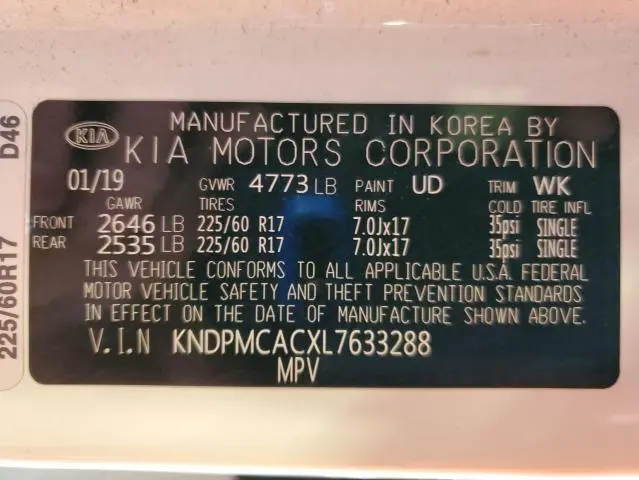 KIA
MANUFACTURED IN KOREA BY
KIA MOTORS CORPORATION
01/19 GVWR 4773 LB PAINT UD TRIM WK
GAWR TIRES RIMS COLD TIRE INFL
FRONT 2646 LB 225/60 R17 7.0Jx17 35psi SINGLE
REAR 2535 LB 225/60 R17 7.0Jx17 35psi SINGLE
THIS VEHICLE CONFORMS TO ALL APPLICABLE U.S.A. FEDERAL
MOTOR VEHICLE SAFETY AND THEFT PREVENTION STANDARDS
IN EFFECT ON THE DATE OF MANUFACTURE SHOWN ABOVE.
V.I.N KNDPMCACXL7633288
MPV
225/60R17 D46